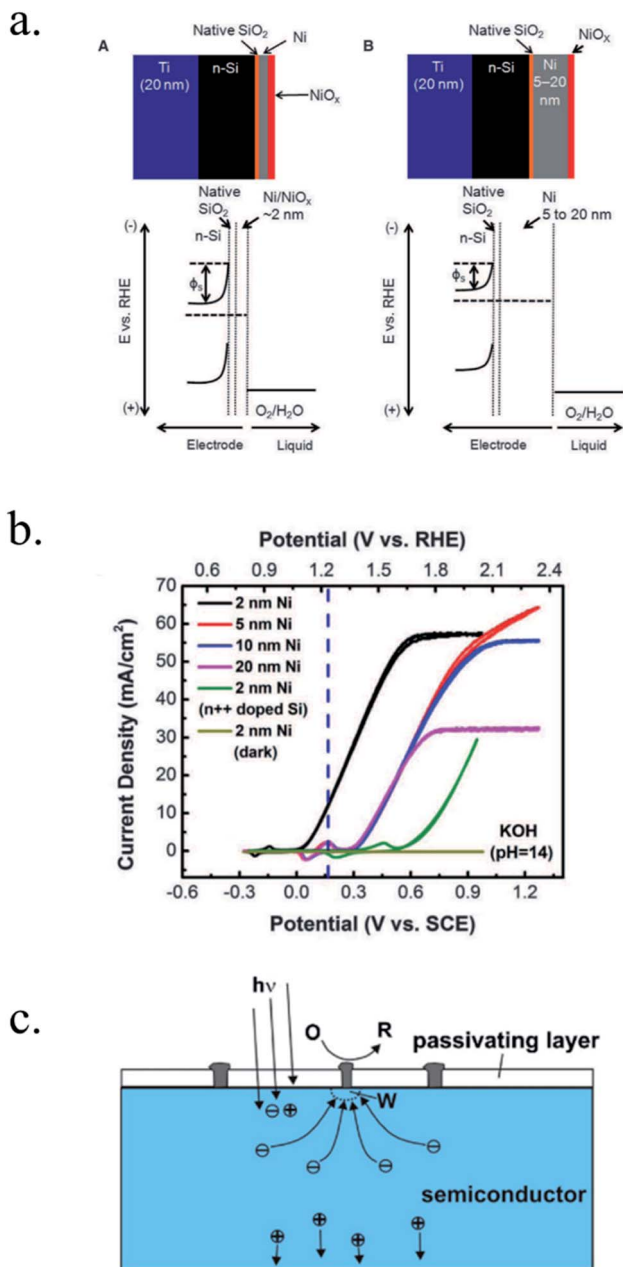 a.
A
Native SiO2
Ni
Ti
(20 nm)
n-Si
NiOX
Native
SiO2
Ni/NiOX
~2 nm
n-Si
(-)
ϕs
E vs. RHE
(+)
O2/H2O
Electrode
Liquid
B
Native SiO2
NiOX
Ti
(20 nm)
n-Si
Ni
5–20
nm
Native
SiO2
Ni
5 to 20 nm
n-Si
(-)
ϕs
E vs. RHE
(+)
O2/H2O
Electrode
Liquid
b.
Potential (V vs. RHE)
0.6 0.9 1.2 1.5 1.8 2.1 2.4
Current Density (mA/cm2)
70
60
50
40
30
20
10
0
2 nm Ni
5 nm Ni
10 nm Ni
20 nm Ni
2 nm Ni
(n++ doped Si)
2 nm Ni
(dark)
KOH
(pH=14)
-0.6 -0.3 0.0 0.3 0.6 0.9 1.2
Potential (V vs. SCE)
c.
hν
O
R
passivating layer
W
semiconductor